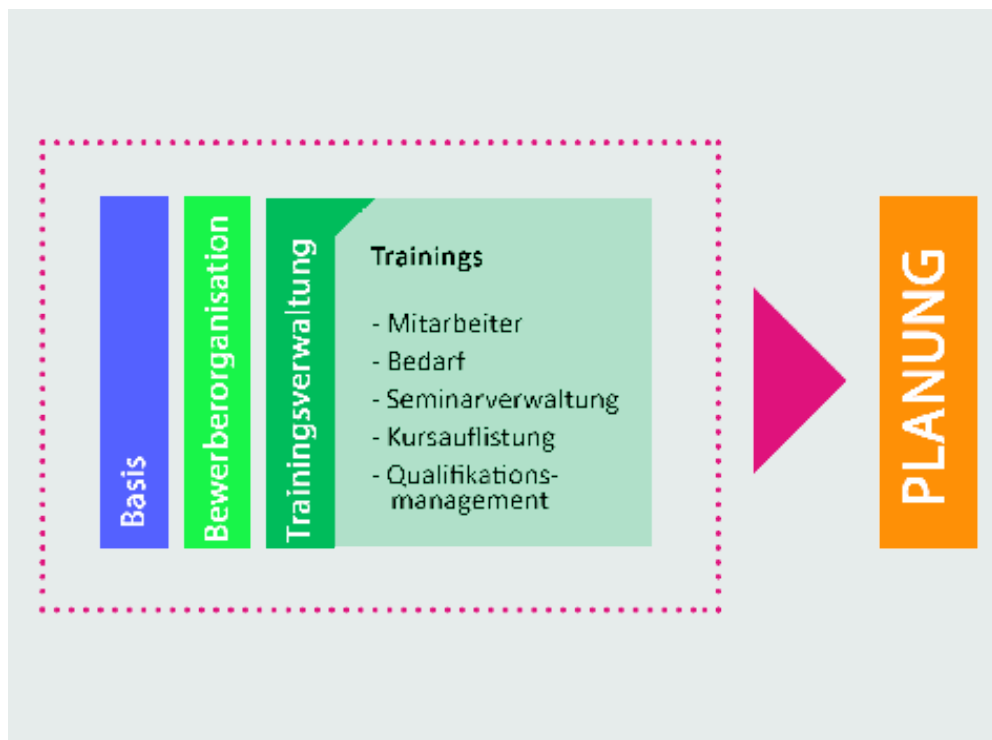 Basis
Bewerberorganisation
Trainingsverwaltung
Trainings
- Mitarbeiter
- Bedarf
- Seminarverwaltung
- Kursauflistung
- Qualifikations-
management
PLANUNG